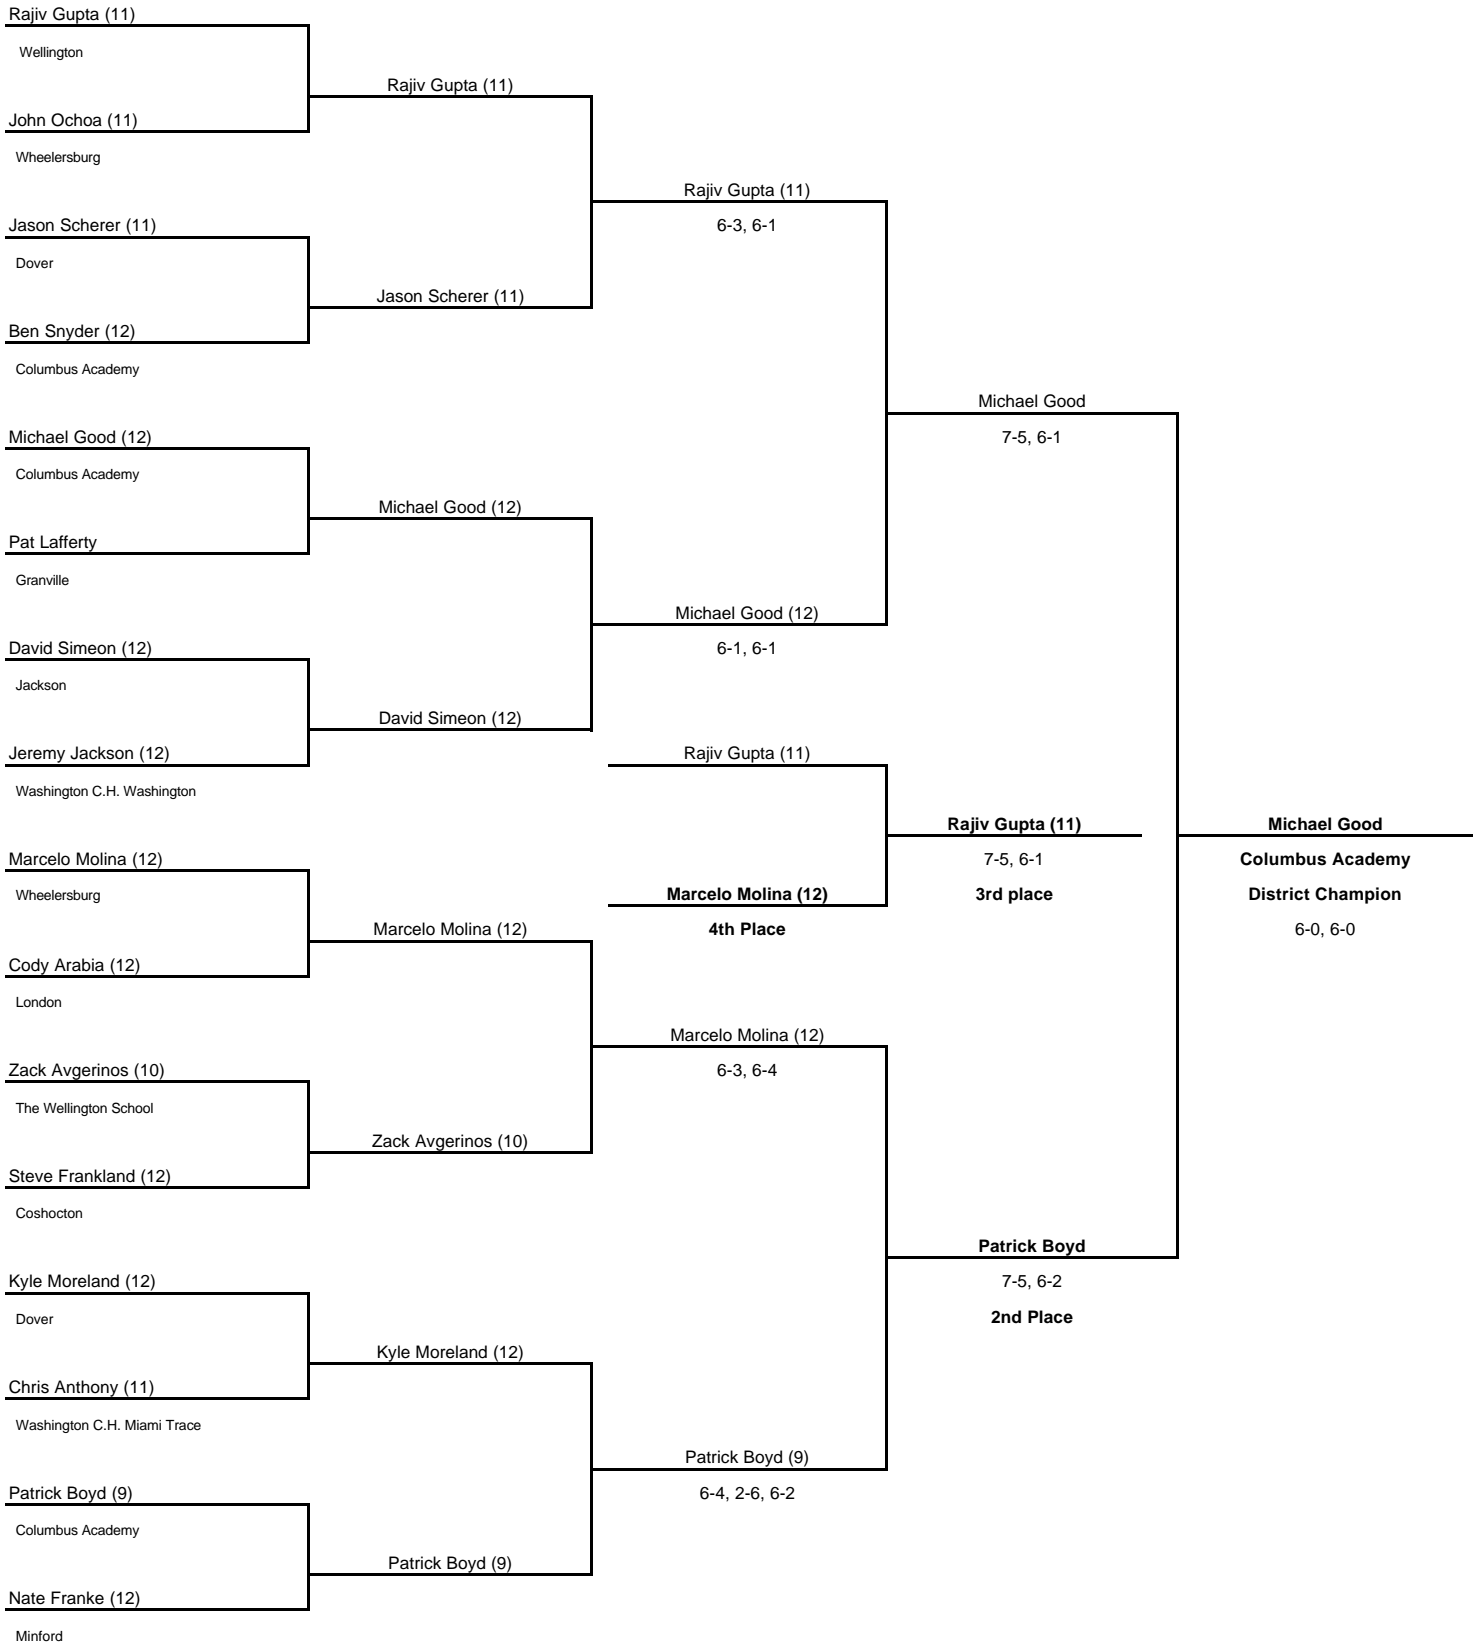 Rajiv Gupta (11)
Wellington
John Ochoa (11)
Wheelersburg
Jason Scherer (11)
Dover
Ben Snyder (12)
Columbus Academy
Michael Good (12)
Columbus Academy
Pat Lafferty
Granville
David Simeon (12)
Jackson
Jeremy Jackson (12)
Washington C.H. Washington
Marcelo Molina (12)
Wheelersburg
Cody Arabia (12)
London
Zack Avgerinos (10)
The Wellington School
Steve Frankland (12)
Coshocton
Kyle Moreland (12)
Dover
Chris Anthony (11)
Washington C.H. Miami Trace
Patrick Boyd (9)
Columbus Academy
Nate Franke (12)
Minford
Rajiv Gupta (11)
Jason Scherer (11)
Michael Good (12)
David Simeon (12)
Marcelo Molina (12)
Zack Avgerinos (10)
Kyle Moreland (12)
Patrick Boyd (9)
Rajiv Gupta (11)
6-3, 6-1
Michael Good (12)
6-1, 6-1
Rajiv Gupta (11)
Marcelo Molina (12)
4th Place
Marcelo Molina (12)
6-3, 6-4
Patrick Boyd (9)
6-4, 2-6, 6-2
Michael Good
7-5, 6-1
Rajiv Gupta (11)
7-5, 6-1
3rd place
Patrick Boyd
7-5, 6-2
2nd Place
Michael Good
Columbus Academy
District Champion
6-0, 6-0